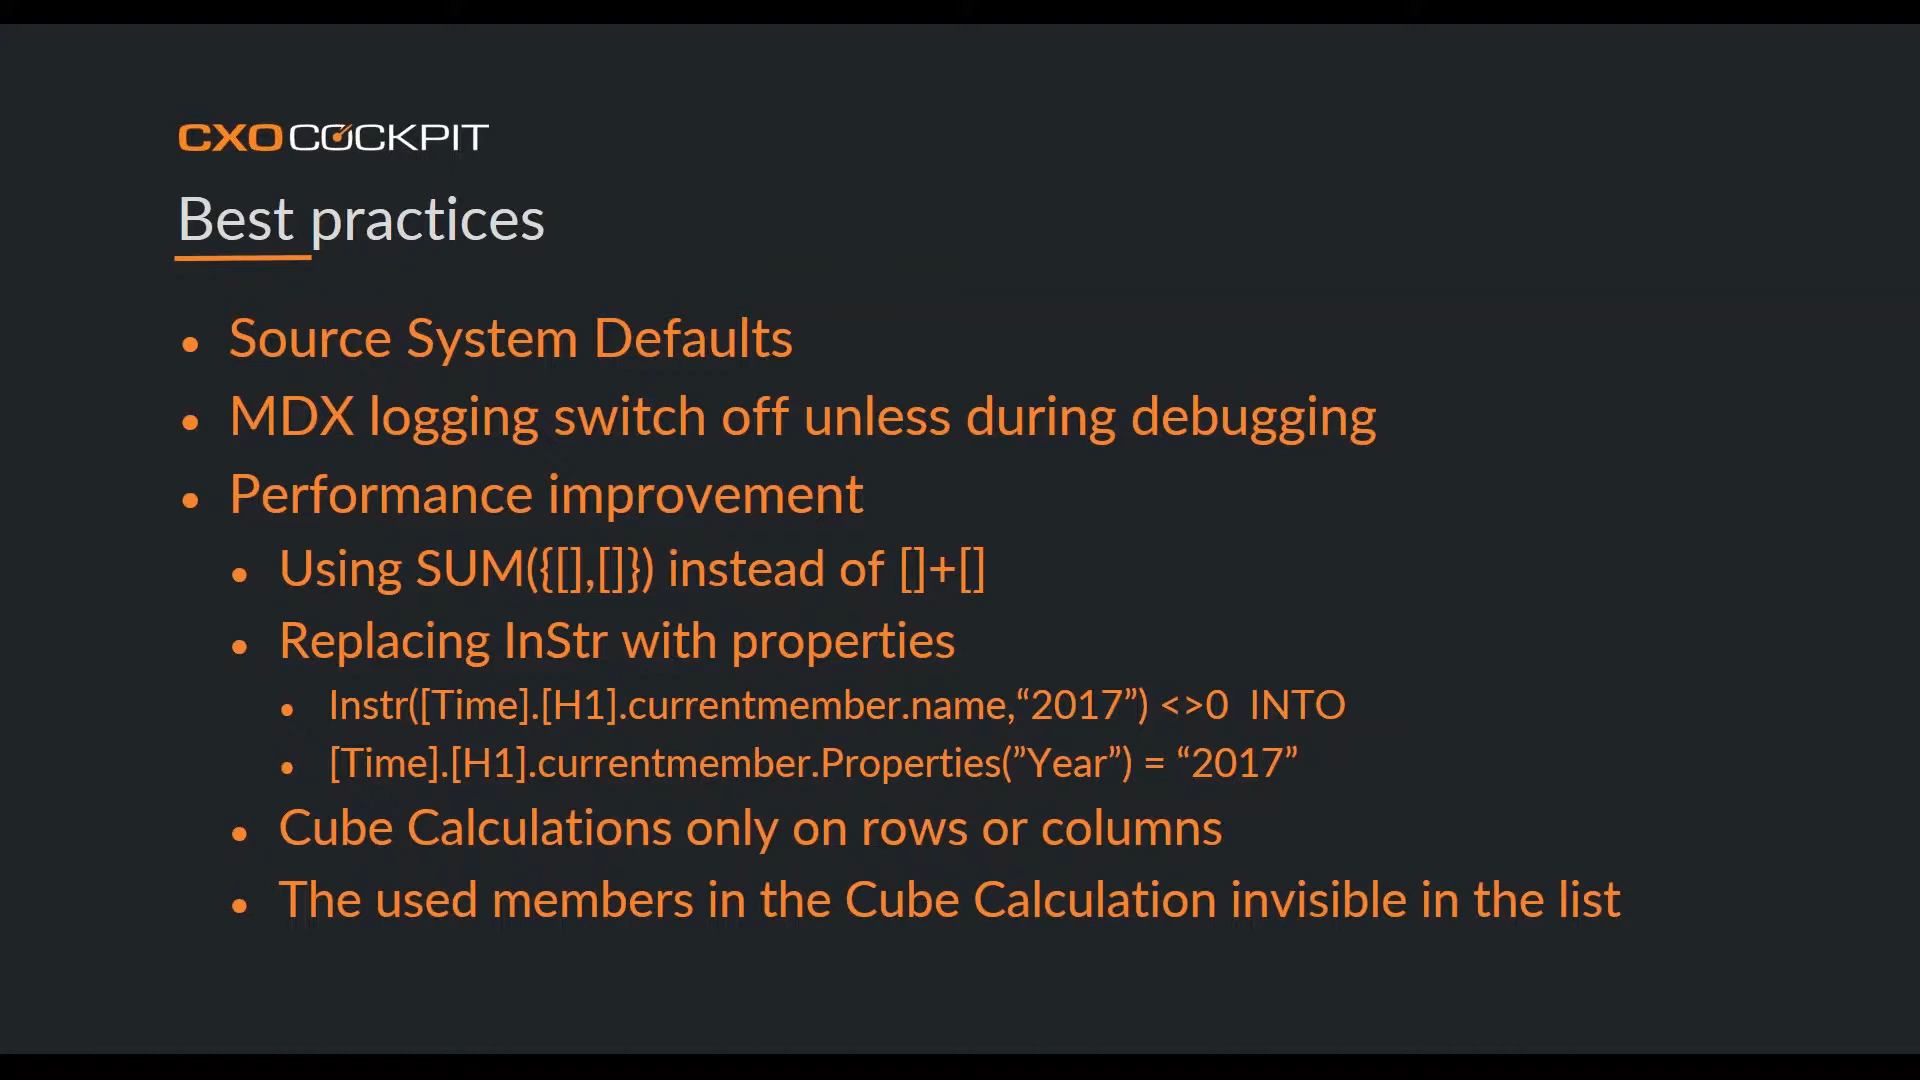 CXOCOCKPIT
Best practices
• Source System Defaults
• MDX logging switch off unless during debugging
• Performance improvement
• Using SUM({[],[]}) instead of []+[]
• Replacing InStr with properties
• Instr([Time].[H1].currentmember.name,“2017”) <>0  INTO
• [Time].[H1].currentmember.Properties(”Year”) = “2017”
• Cube Calculations only on rows or columns
• The used members in the Cube Calculation invisible in the list